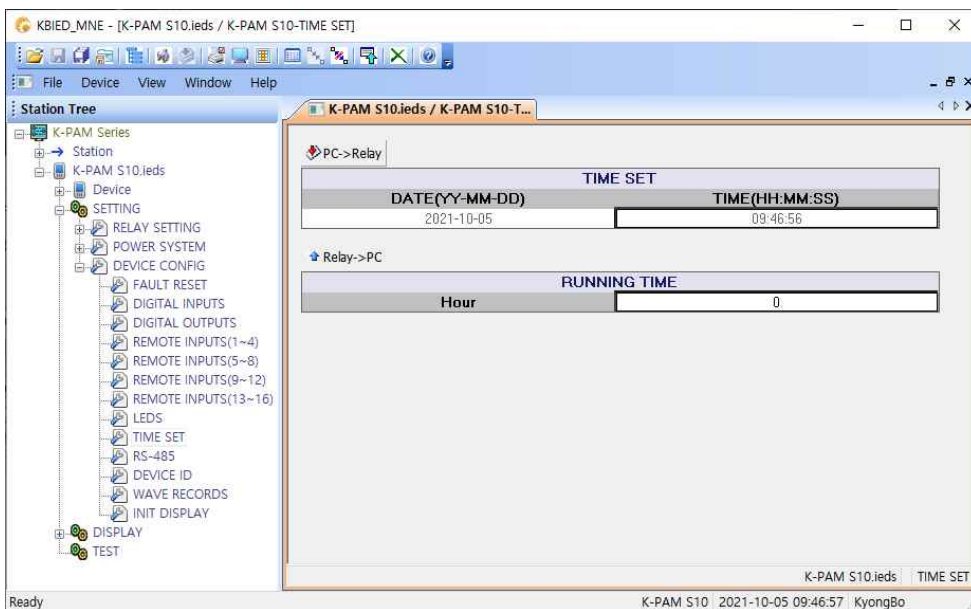 KBIED_MNE - [K-PAM S10.ieds / K-PAM S10-TIME SET]
File Device View Window Help
Station Tree
K-PAM Series
Station
K-PAM S10.ieds
Device
SETTING
RELAY SETTING
POWER SYSTEM
DEVICE CONFIG
FAULT RESET
DIGITAL INPUTS
DIGITAL OUTPUTS
REMOTE INPUTS(1~4)
REMOTE INPUTS(5~8)
REMOTE INPUTS(9~12)
REMOTE INPUTS(13~16)
LEDS
TIME SET
RS-485
DEVICE ID
WAVE RECORDS
INIT DISPLAY
DISPLAY
TEST
K-PAM S10.ieds / K-PAM S10-T...
PC->Relay
TIME SET
DATE(YY-MM-DD) TIME(HH:MM:SS)
2021-10-05 09:46:56
Relay->PC
RUNNING TIME
Hour 0
K-PAM S10.ieds TIME SET
Ready K-PAM S10 2021-10-05 09:46:57 KyongBo